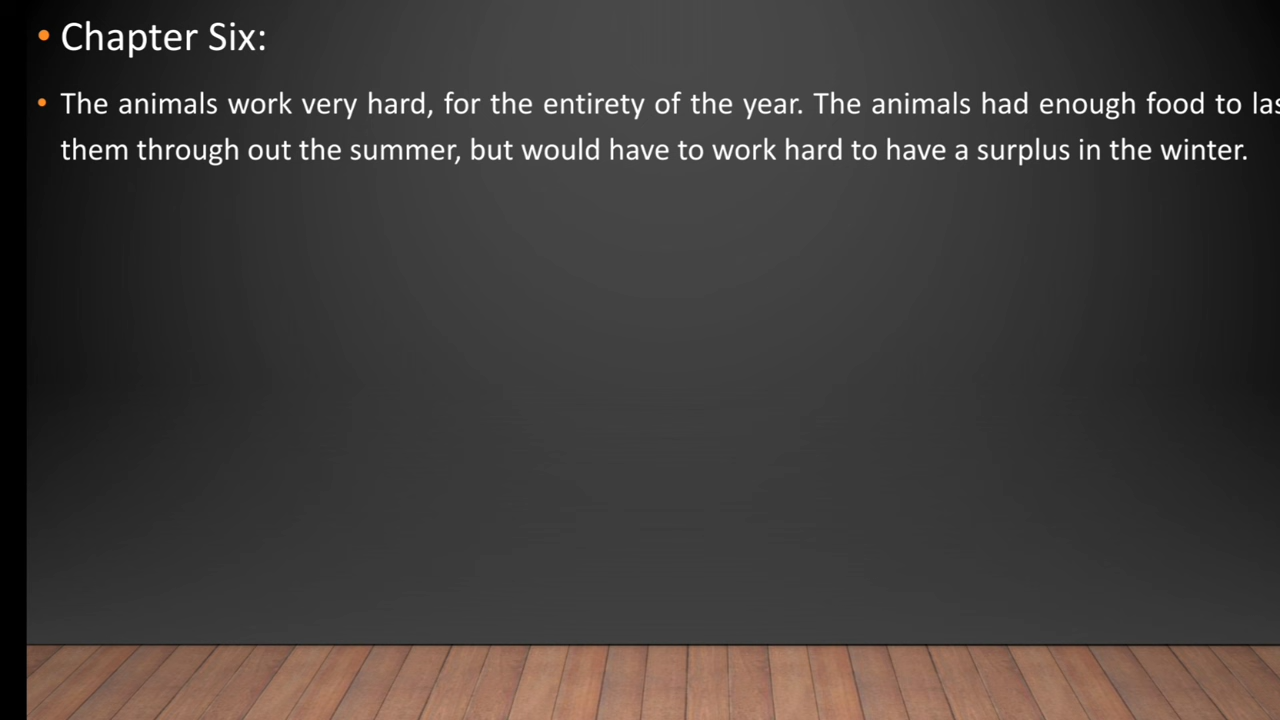 • Chapter Six:
• The animals work very hard, for the entirety of the year. The animals had enough food to
them through out the summer, but would have to work hard to have a surplus in the winter.